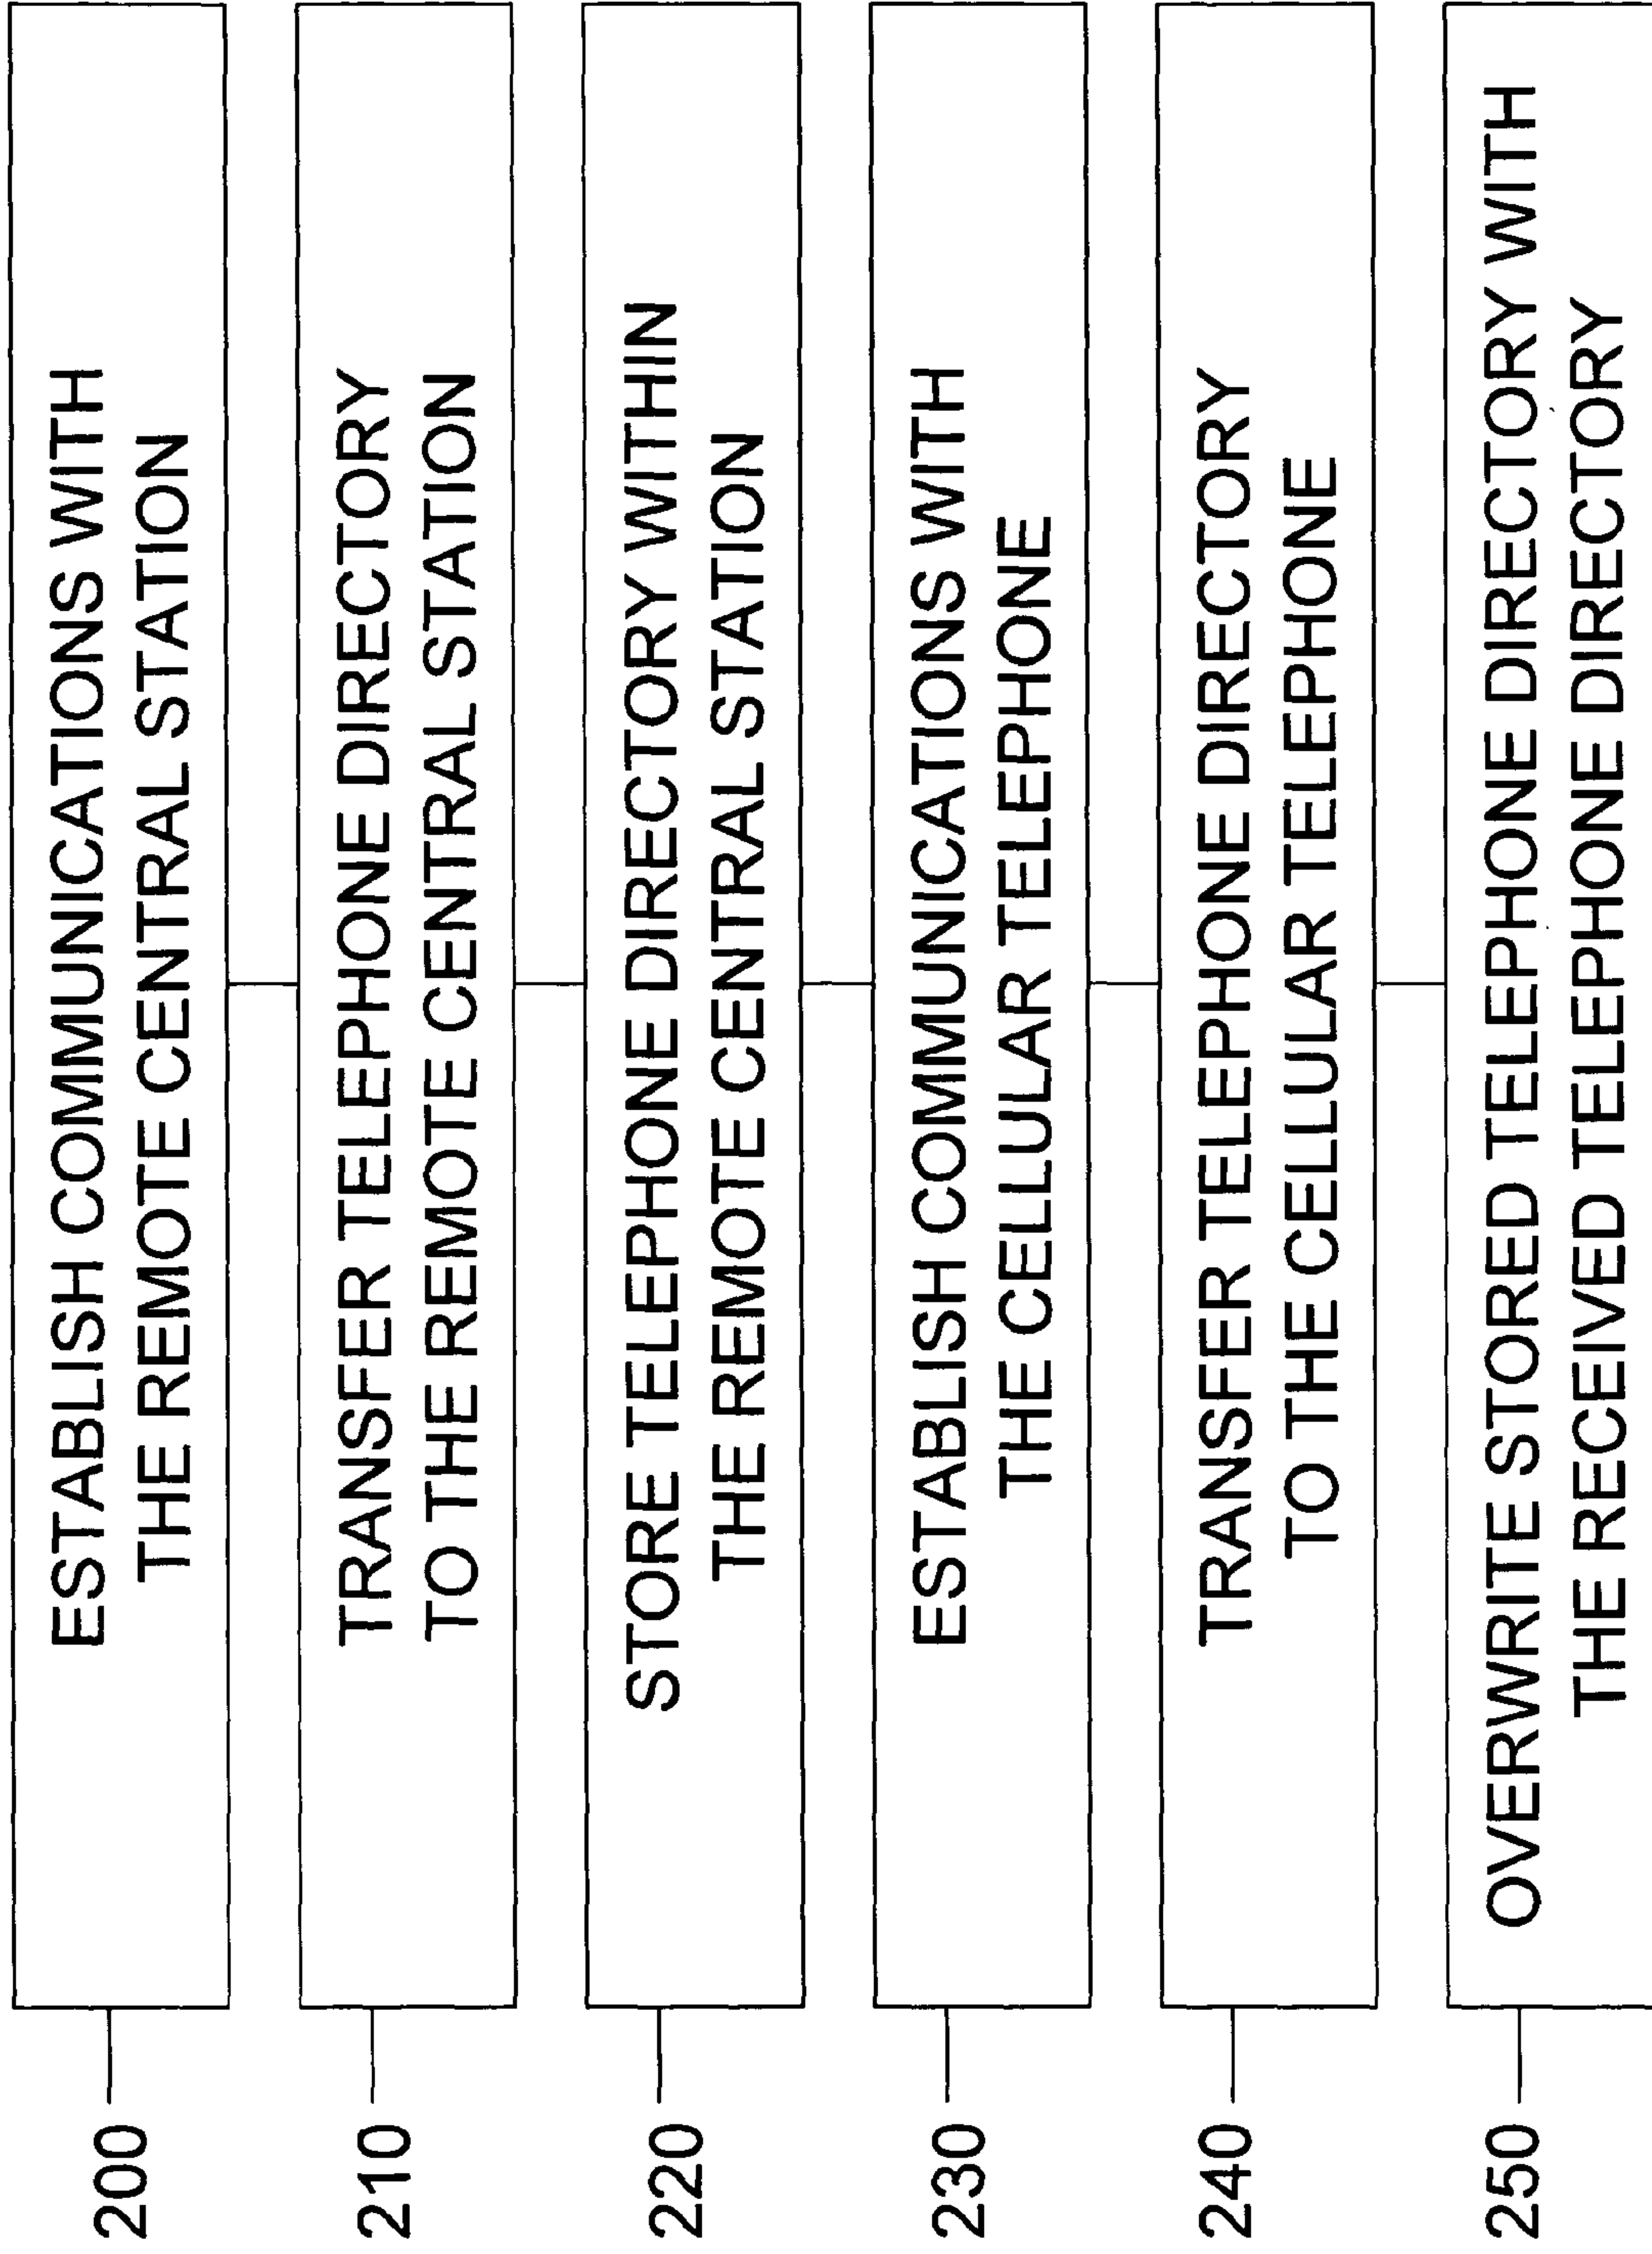 200
ESTABLISH COMMUNICATIONS WITH
THE REMOTE CENTRAL STATION
210
TRANSFER TELEPHONE DIRECTORY
TO THE REMOTE CENTRAL STATION
220
STORE TELEPHONE DIRECTORY WITHIN
THE REMOTE CENTRAL STATION
230
ESTABLISH COMMUNICATIONS WITH
THE CELLULAR TELEPHONE
240
TRANSFER TELEPHONE DIRECTORY
TO THE CELLULAR TELEPHONE
250
OVERWRITE STORED TELEPHONE DIRECTORY WITH
THE RECEIVED TELEPHONE DIRECTORY